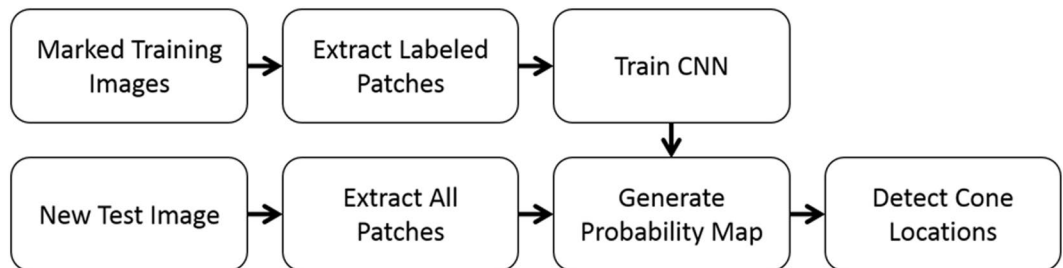 Marked Training
Images
Extract Labeled
Patches
Train CNN
New Test Image
Extract All
Patches
Generate
Probability Map
Detect Cone
Locations